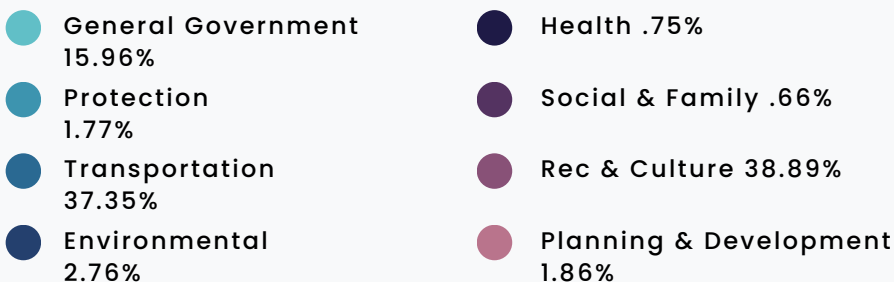 General Government
15.96%
Protection
1.77%
Transportation
37.35%
Environmental
2.76%
Health .75%
Social & Family .66%
Rec & Culture 38.89%
Planning & Development
1.86%